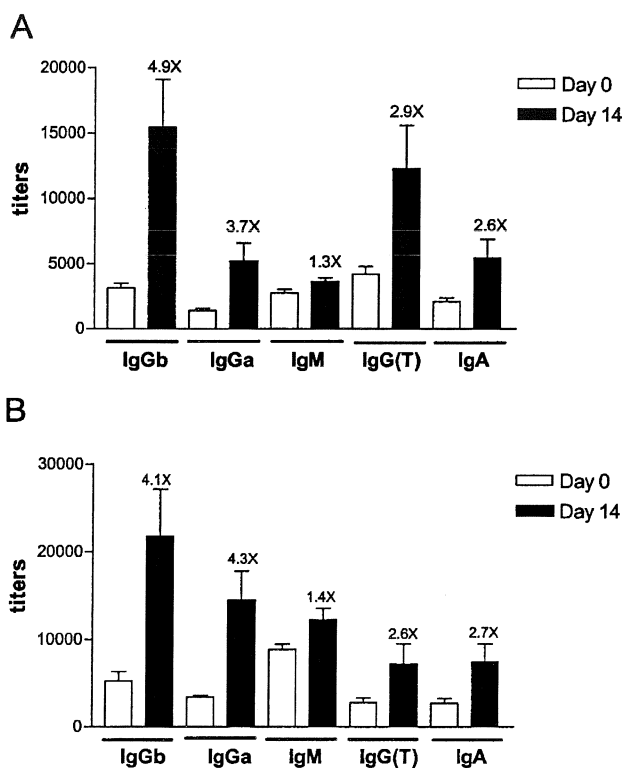 A
20000
15000
10000
5000
0
titers
4.9X
3.7X
1.3X
2.9X
2.6X
Day 0
Day 14
IgGb IgGa IgM IgG(T) IgA
B
30000
20000
10000
0
titers
4.1X
4.3X
1.4X
2.6X
2.7X
Day 0
Day 14
IgGb IgGa IgM IgG(T) IgA